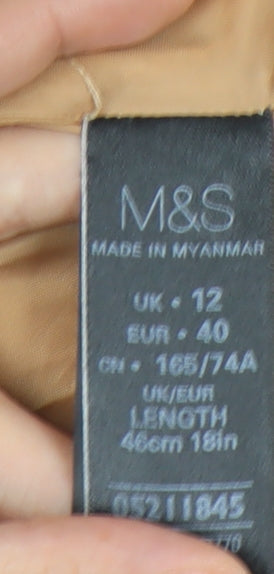 M&S
MADE IN MYANMAR
UK • 12
EUR • 40
CN • 165/74A
UK/EUR
LENGTH
46cm 18in
05211845